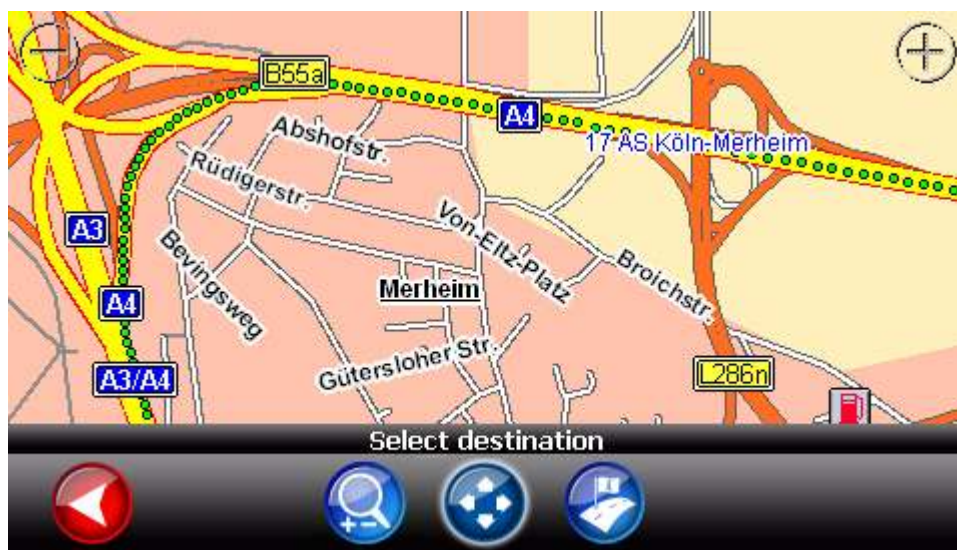 B55a
A4
17 AS Köln-Merheim
Abshofstr.
Rüdigerstr.
A3
Von-Eltz-Platz
Bevingsweg
Broichstr.
Merheim
A4
Gütersloher Str.
A3/A4
L286n
Select destination